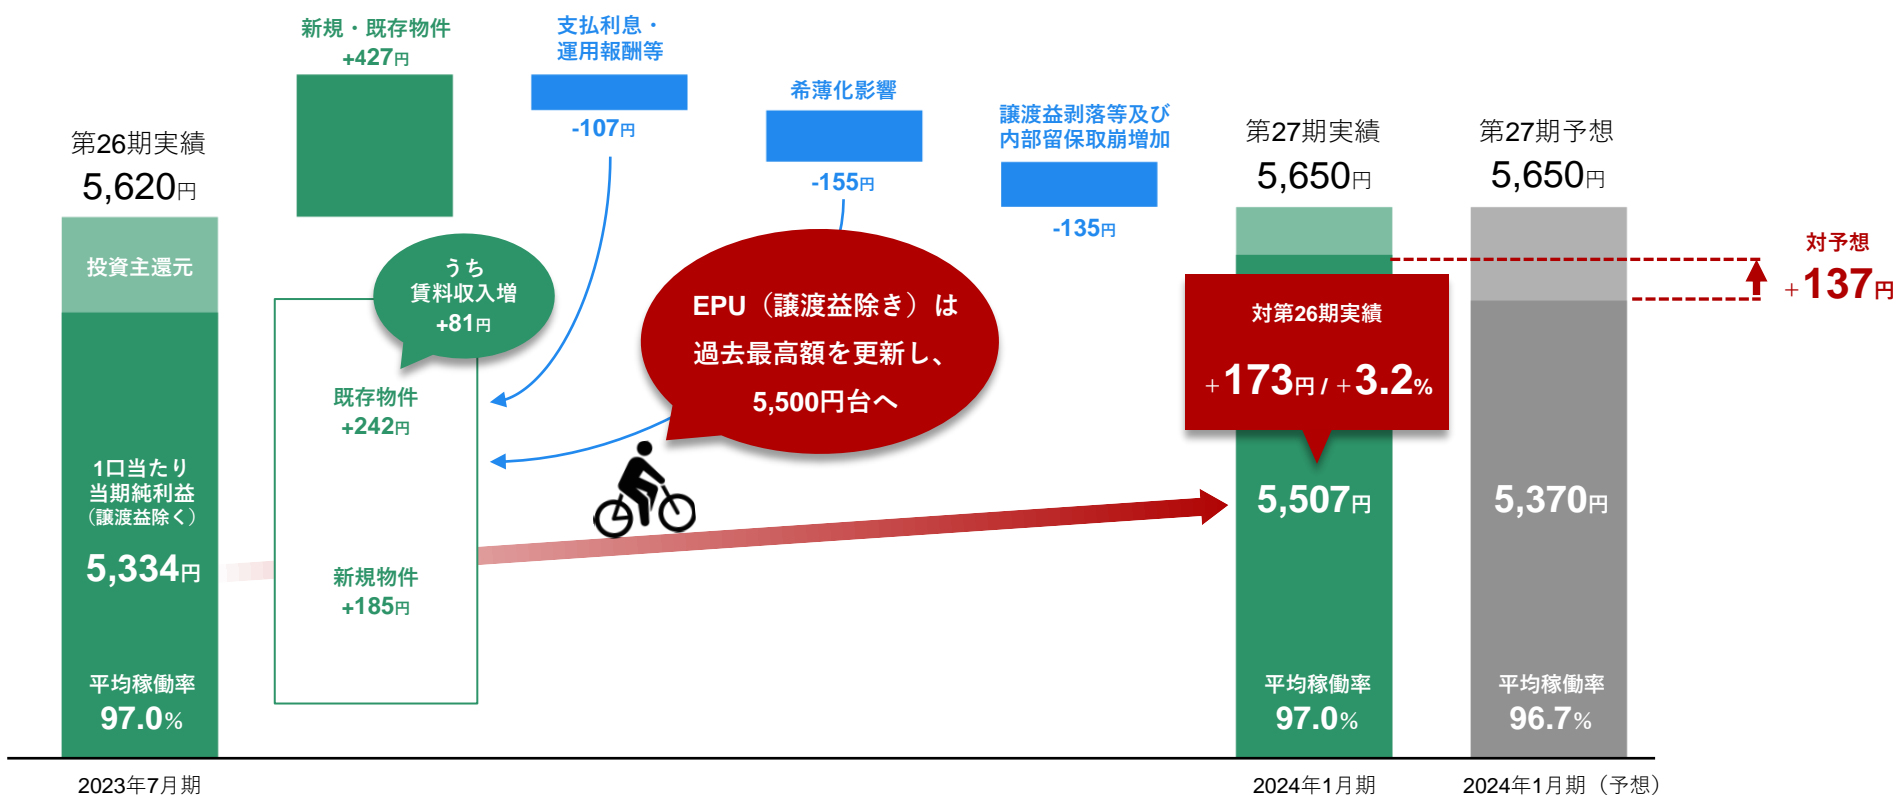 第26期実績
5,620円
投資主還元
1口当たり
当期純利益
（譲渡益除く）
5,334円
平均稼働率
97.0%
2023年7月期
新規・既存物件
+427円
うち
賃料収入増
+81円
既存物件
+242円
新規物件
+185円
支払利息・
運用報酬等
-107円
希薄化影響
-155円
譲渡益剥落等及び
内部留保取崩増加
-135円
EPU（譲渡益除き）は
過去最高額を更新し、
5,500円台へ
第27期実績
5,650円
対第26期実績
+173円 / +3.2%
5,507円
平均稼働率
97.0%
2024年1月期
第27期予想
5,650円
5,370円
平均稼働率
96.7%
2024年1月期（予想）
対予想
+137円